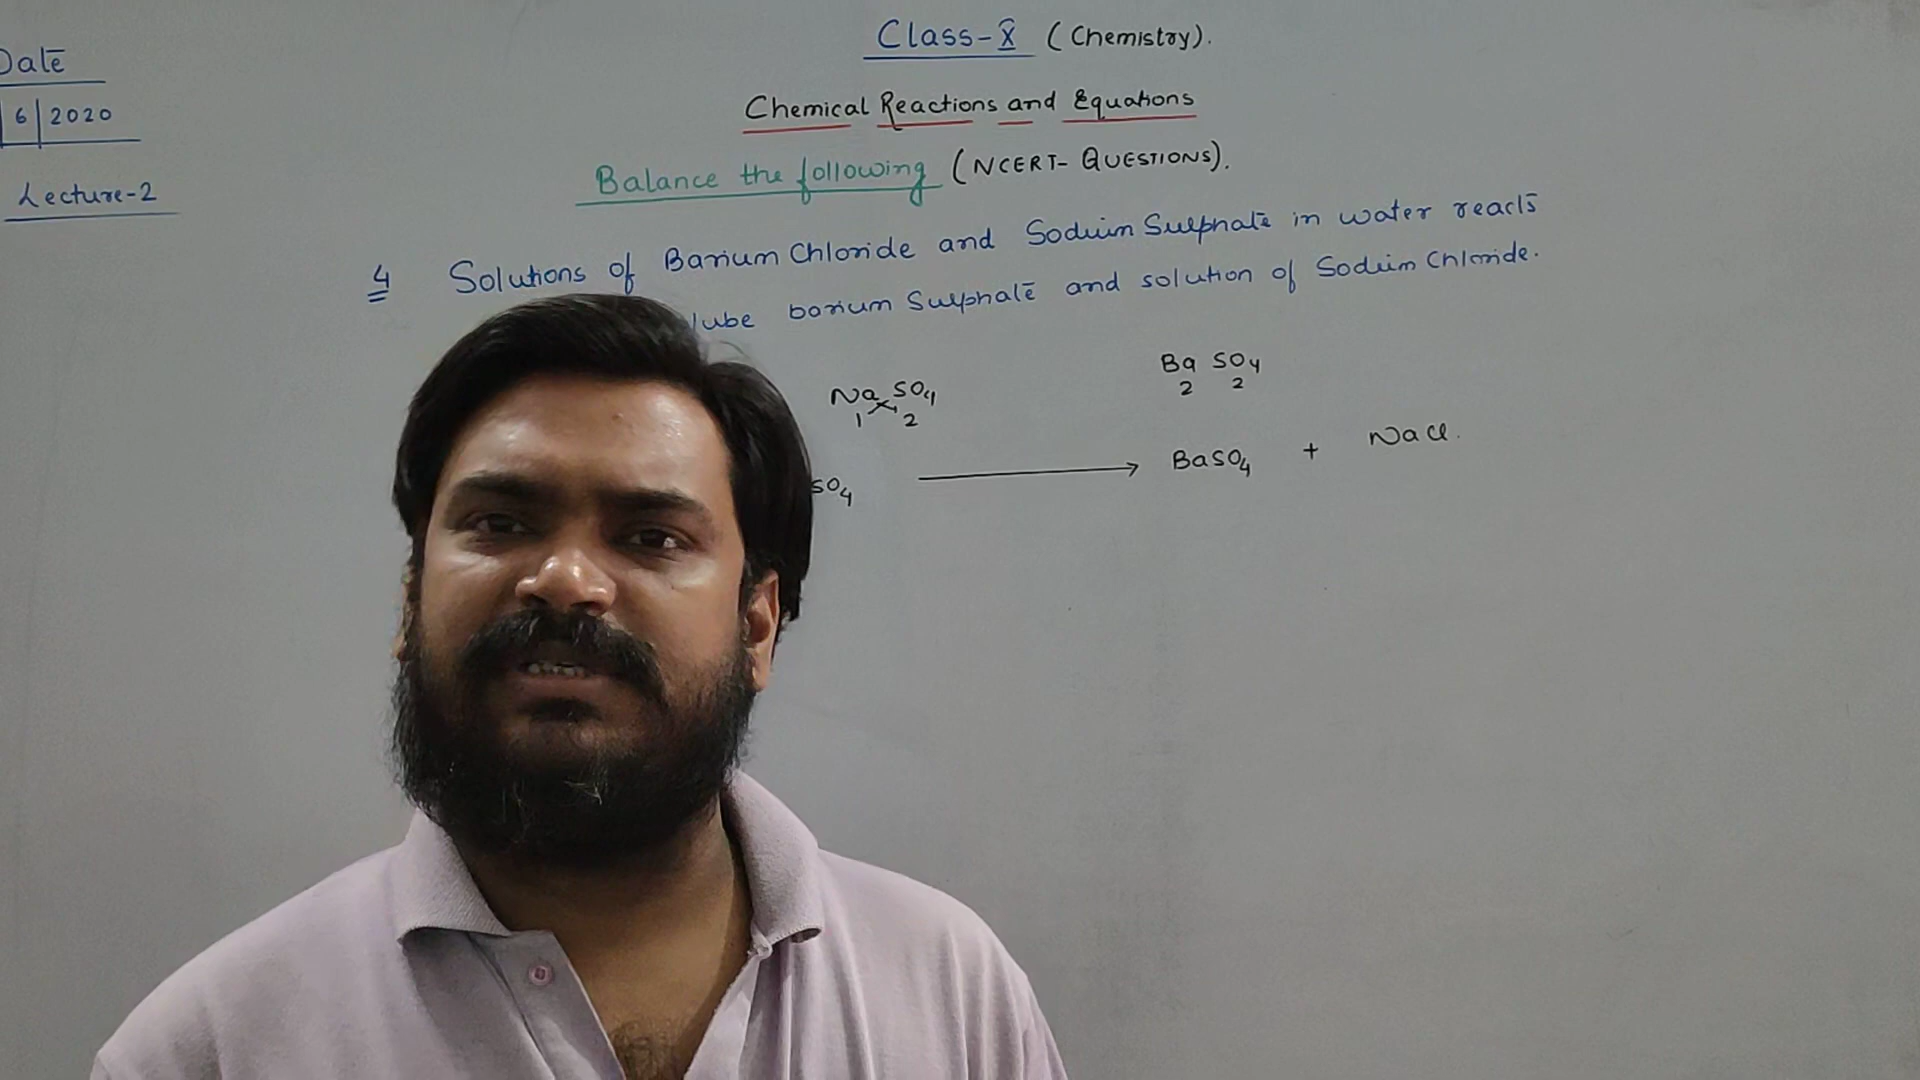 Date
6 2020
Lecture-2
Class-X (Chemistry).
Chemical Reactions and Equations
Balance the following (NCERT- QUESTIONS).
4 Solutions of Barium Chloride and Sodium Sulphate in water reacts
barium Sulphate and solution of Sodium Chloride.
Na SO4 Ba SO4
1 2 2 2
SO4 → BaSO4 + NaCl.